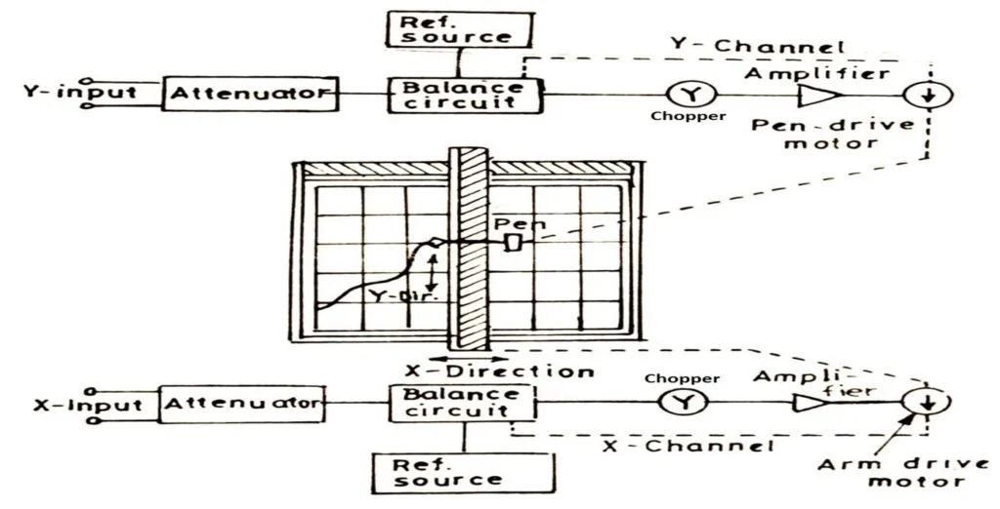 Ref.
source
Y-Channel
Amplifier
Y-input
Attenuator
Balance
circuit
Y
Chopper
Pen-drive
motor
Pen
Y-Dir.
X-Direction
X-Input
Attenuator
Balance
circuit
Chopper
Y
Ampli-
fier
X-Channel
Ref.
source
Arm drive
motor